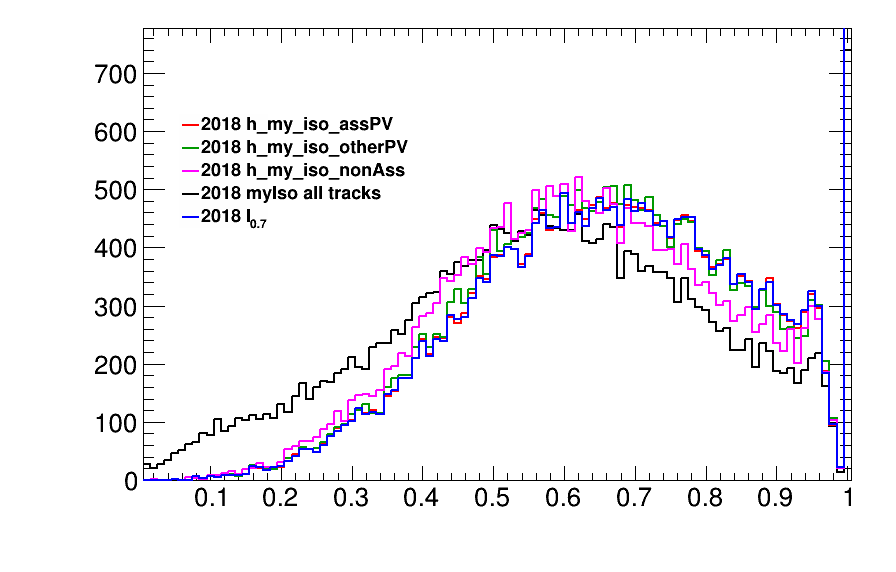 700
600
2018 h_my_iso_assPV
2018 h_my_iso_otherPV
2018 h_my_iso_nonAss
500
2018 myIso all tracks
2018 I0.7
400
300
200
100
0
0.1 0.2 0.3 0.4 0.5 0.6 0.7 0.8 0.9 1